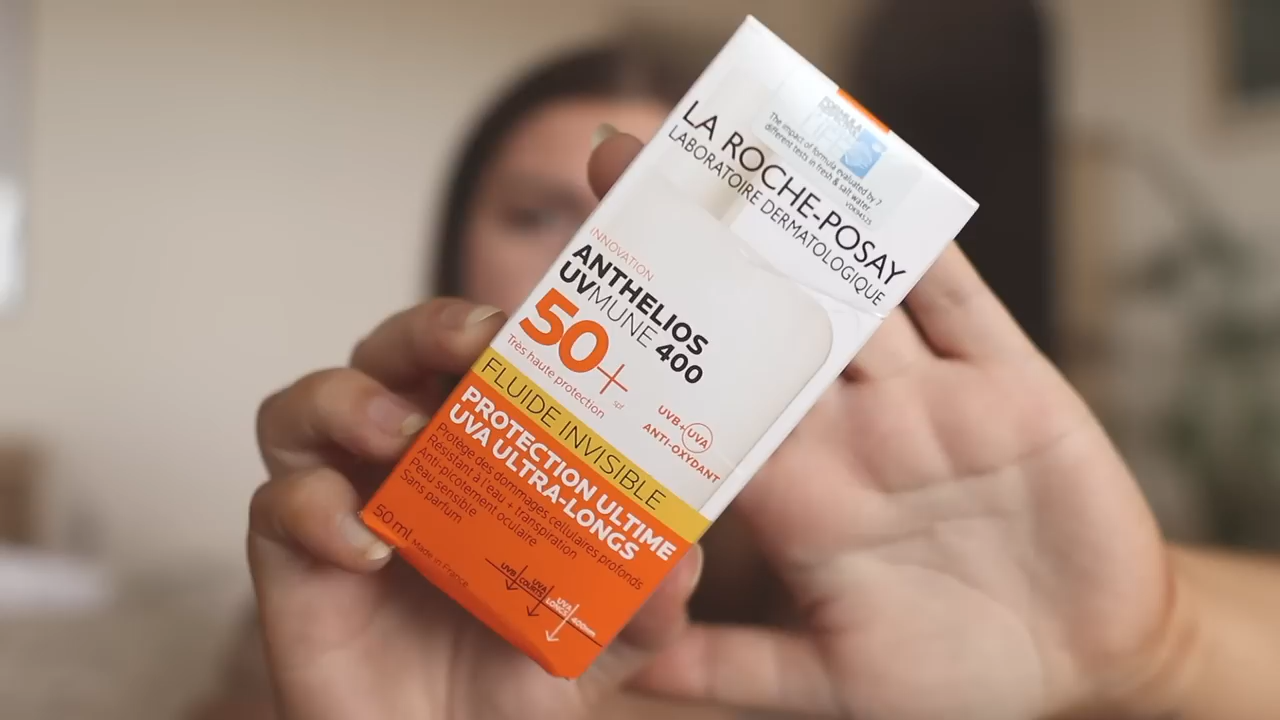 The impact of formula evaluated by 7
different tests in fresh & salt water
LA ROCHE-POSAY
LABORATOIRE DERMATOLOGIQUE
INNOVATION
ANTHELIOS
UVMUNE 400
50+
Très haute protection
spf
UVB+UVA
ANTI-OXYDANT
FLUIDE INVISIBLE
PROTECTION ULTIME
UVA ULTRA-LONGS
Protège des dommages cellulaires profonds
Résistant à l'eau + transpiration
Anti-picotement oculaire
Peau sensible
Sans parfum
50 ml Made in France
UVB
UVA
COURTS
UVA
LONGS
400nm